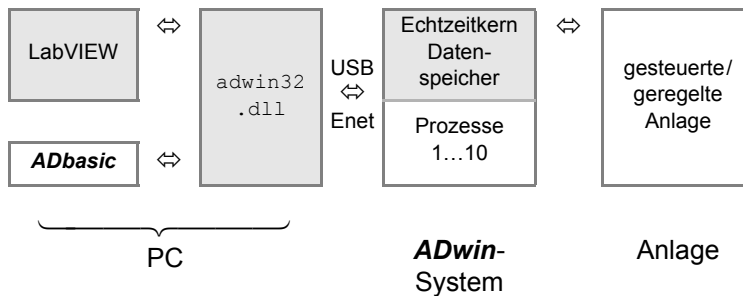 LabVIEW
⇔
ADbasic
⇔
adwin32
.dll
USB
⇔
Enet
Echtzeitkern
Daten-
speicher
Prozesse
1…10
⇔
gesteuerte/
geregelte
Anlage
PC
ADwin-
System
Anlage